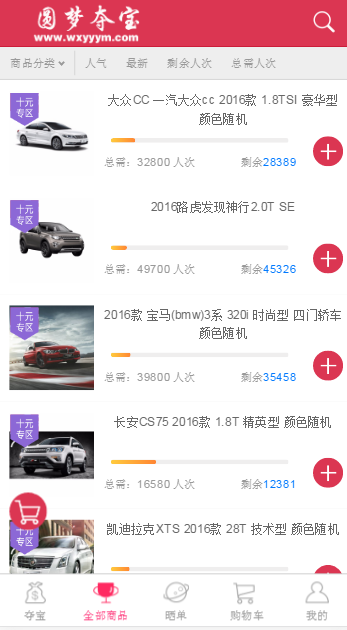 圆梦夺宝
www.wxyyym.com
商品分类 人气 最新 剩余人次 总需人次
十元
专区
大众CC 一汽大众cc 2016款 1.8TSI 豪华型
颜色随机
总需：32800 人次 剩余28389
十元
专区
2016路虎发现神行2.0T SE
总需：49700 人次 剩余45326
十元
专区
2016款 宝马(bmw)3系 320i 时尚型 四门轿车
颜色随机
总需：39800 人次 剩余35458
十元
专区
长安CS75 2016款 1.8T 精英型 颜色随机
总需：16580 人次 剩余12381
十元
专区
凯迪拉克XTS 2016款 28T 技术型 颜色随机
夺宝 全部商品 晒单 购物车 我的